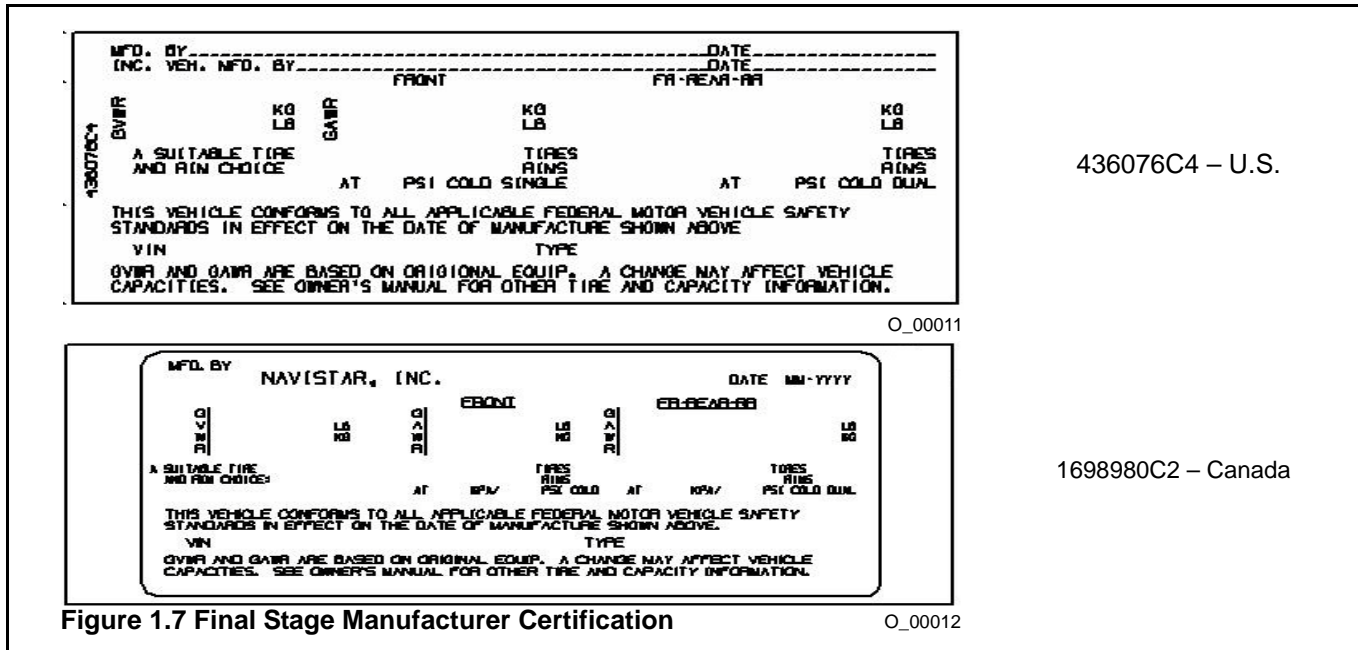 MFD. BY DATE
INC. VEH. MFD. BY DATE
FRONT FR-REAR-RR
GVWR KG GAWR KG KG
LB LB LB
436076C4
A SUITABLE TIRE TIRES TIRES
AND RIM CHOICE RIMS RIMS
AT PSI COLD SINGLE AT PSI COLD DUAL
THIS VEHICLE CONFORMS TO ALL APPLICABLE FEDERAL MOTOR VEHICLE SAFETY
STANDARDS IN EFFECT ON THE DATE OF MANUFACTURE SHOWN ABOVE
VIN TYPE
GVWR AND GAWR ARE BASED ON ORIGIONAL EQUIP. A CHANGE MAY AFFECT VEHICLE
CAPACITIES. SEE OWNER'S MANUAL FOR OTHER TIRE AND CAPACITY INFORMATION.
436076C4 – U.S.
O_00011
MFD. BY
NAVISTAR, INC. DATE MM-YYYY
FRONT FR-REAR-RR
GVWR LB GAWR LB GAWR LB
KG KG KG
A SUITABLE TIRE TIRES TIRES
AND RIM CHOICE: RIMS RIMS
AT KPA/ PSI COLD AT KPA/ PSI COLD DUAL
THIS VEHICLE CONFORMS TO ALL APPLICABLE FEDERAL MOTOR VEHICLE SAFETY
STANDARDS IN EFFECT ON THE DATE OF MANUFACTURE SHOWN ABOVE.
VIN TYPE
GVWR AND GAWR ARE BASED ON ORIGINAL EQUIP. A CHANGE MAY AFFECT VEHICLE
CAPACITIES. SEE OWNER'S MANUAL FOR OTHER TIRE AND CAPACITY INFORMATION.
1698980C2 – Canada
Figure 1.7 Final Stage Manufacturer Certification
O_00012